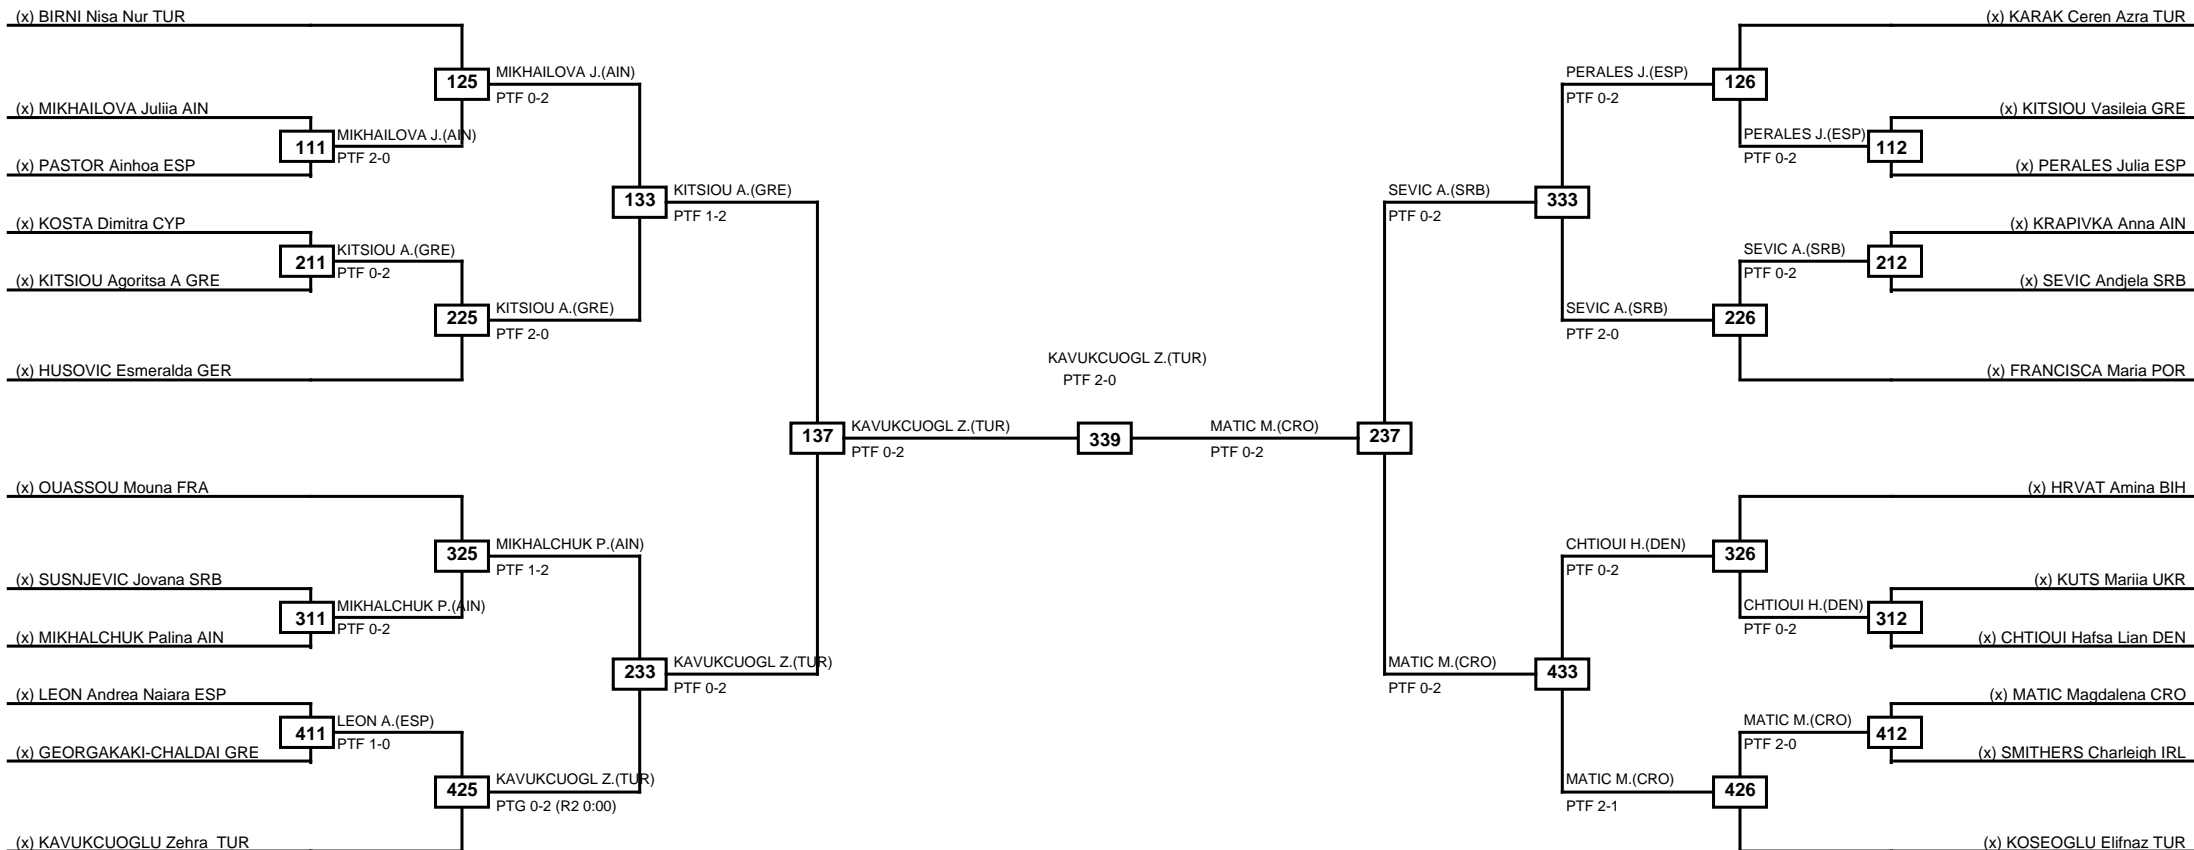 (x) BIRNI Nisa Nur TUR
(x) KARAK Ceren Azra TUR
125
MIKHAILOVA J.(AIN)
PTF 0-2
PERALES J.(ESP)
PTF 0-2
126
(x) MIKHAILOVA Juliia AIN
111
MIKHAILOVA J.(AIN)
PTF 2-0
(x) PASTOR Ainhoa ESP
PERALES J.(ESP)
PTF 0-2
112
(x) KITSIOU Vasileia GRE
(x) PERALES Julia ESP
133
KITSIOU A.(GRE)
PTF 1-2
SEVIC A.(SRB)
PTF 0-2
333
(x) KOSTA Dimitra CYP
211
KITSIOU A.(GRE)
PTF 0-2
(x) KITSIOU Agoritsa A GRE
SEVIC A.(SRB)
PTF 0-2
212
(x) KRAPIVKA Anna AIN
(x) SEVIC Andjela SRB
225
KITSIOU A.(GRE)
PTF 2-0
SEVIC A.(SRB)
PTF 2-0
226
(x) HUSOVIC Esmeralda GER
(x) FRANCISCA Maria POR
KAVUKCUOGL Z.(TUR)
PTF 2-0
137
KAVUKCUOGL Z.(TUR)
PTF 0-2
339
MATIC M.(CRO)
PTF 0-2
237
(x) OUASSOU Mouna FRA
(x) HRVAT Amina BIH
325
MIKHALCHUK P.(AIN)
PTF 1-2
CHTIOUI H.(DEN)
PTF 0-2
326
(x) SUSNJEVIC Jovana SRB
311
MIKHALCHUK P.(AIN)
PTF 0-2
(x) MIKHALCHUK Palina AIN
CHTIOUI H.(DEN)
PTF 0-2
312
(x) KUTS Mariia UKR
(x) CHTIOUI Hafsa Lian DEN
233
KAVUKCUOGL Z.(TUR)
PTF 0-2
MATIC M.(CRO)
PTF 0-2
433
(x) LEON Andrea Naiara ESP
411
LEON A.(ESP)
PTF 1-0
(x) GEORGAKAKI-CHALDAI GRE
MATIC M.(CRO)
PTF 2-0
412
(x) MATIC Magdalena CRO
(x) SMITHERS Charleigh IRL
425
KAVUKCUOGL Z.(TUR)
PTG 0-2 (R2 0:00)
MATIC M.(CRO)
PTF 2-1
426
(x) KAVUKCUOGLU Zehra TUR
(x) KOSEOGLU Elifnaz TUR